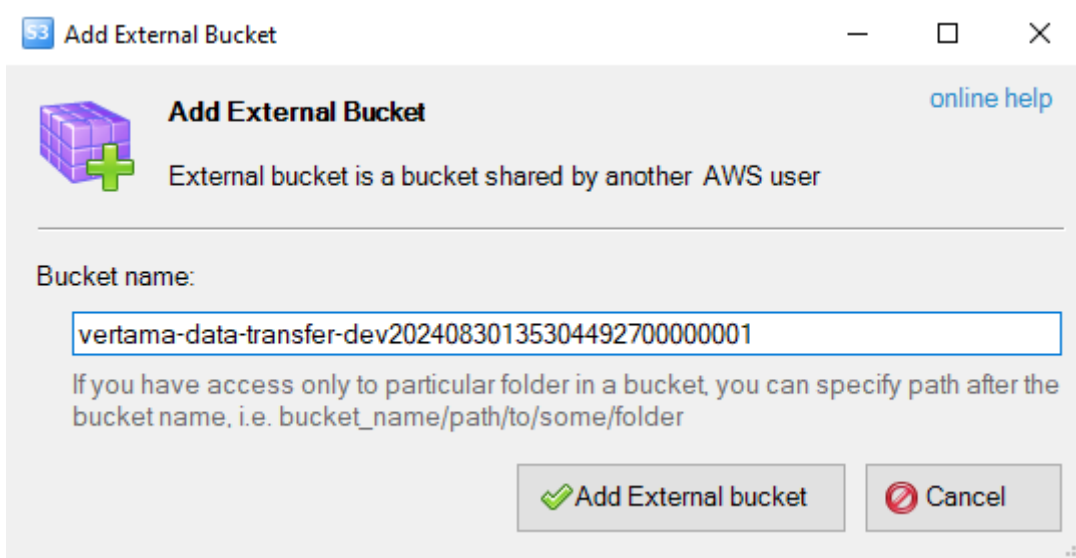 S3 Add External Bucket
online help
Add External Bucket
External bucket is a bucket shared by another AWS user
Bucket name:
vertama-data-transfer-dev20240830135304492700000001
If you have access only to particular folder in a bucket, you can specify path after the
bucket name, i.e. bucket_name/path/to/some/folder
Add External bucket
Cancel